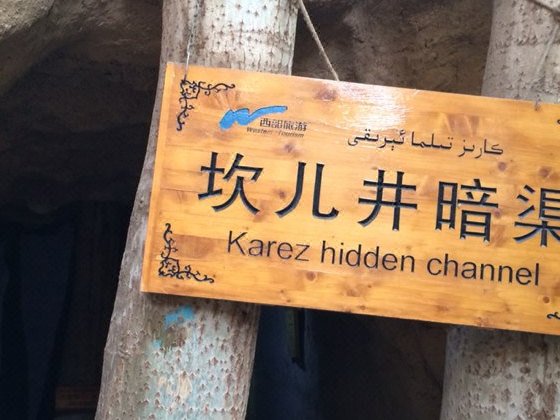 西部旅游
Western Tourism
كارىز تىلما ئېرىقى
坎儿井暗渠
Karez hidden channel